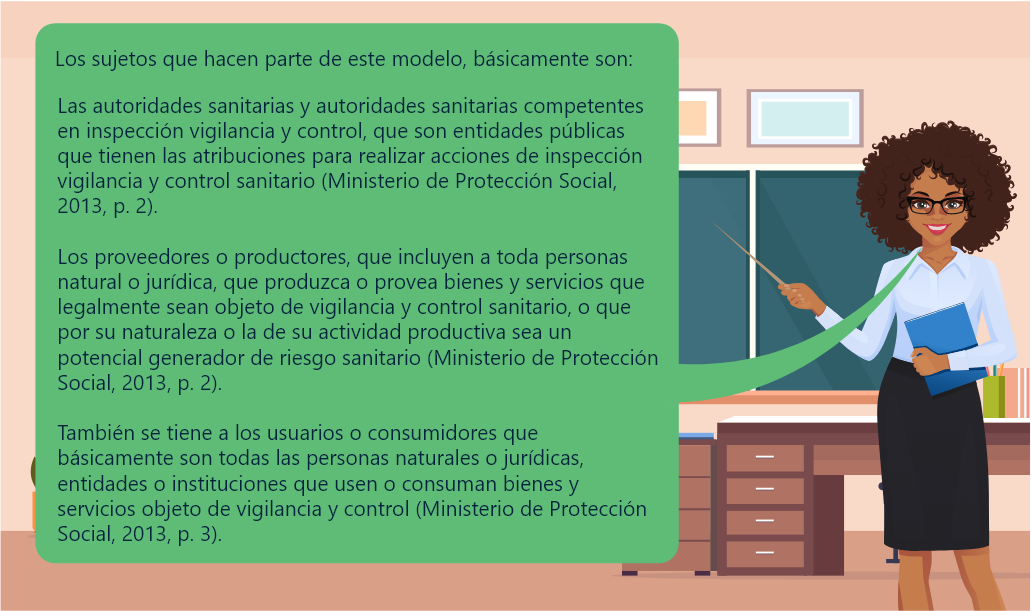 Los sujetos que hacen parte de este modelo, básicamente son:
Las autoridades sanitarias y autoridades sanitarias competentes
en inspección vigilancia y control, que son entidades públicas
que tienen las atribuciones para realizar acciones de inspección
vigilancia y control sanitario (Ministerio de Protección Social,
2013, p. 2).
Los proveedores o productores, que incluyen a toda personas
natural o jurídica, que produzca o provea bienes y servicios que
legalmente sean objeto de vigilancia y control sanitario, o que
por su naturaleza o la de su actividad productiva sea un
potencial generador de riesgo sanitario (Ministerio de Protección
Social, 2013, p. 2).
También se tiene a los usuarios o consumidores que
básicamente son todas las personas naturales o jurídicas,
entidades o instituciones que usen o consuman bienes y
servicios objeto de vigilancia y control (Ministerio de Protección
Social, 2013, p. 3).